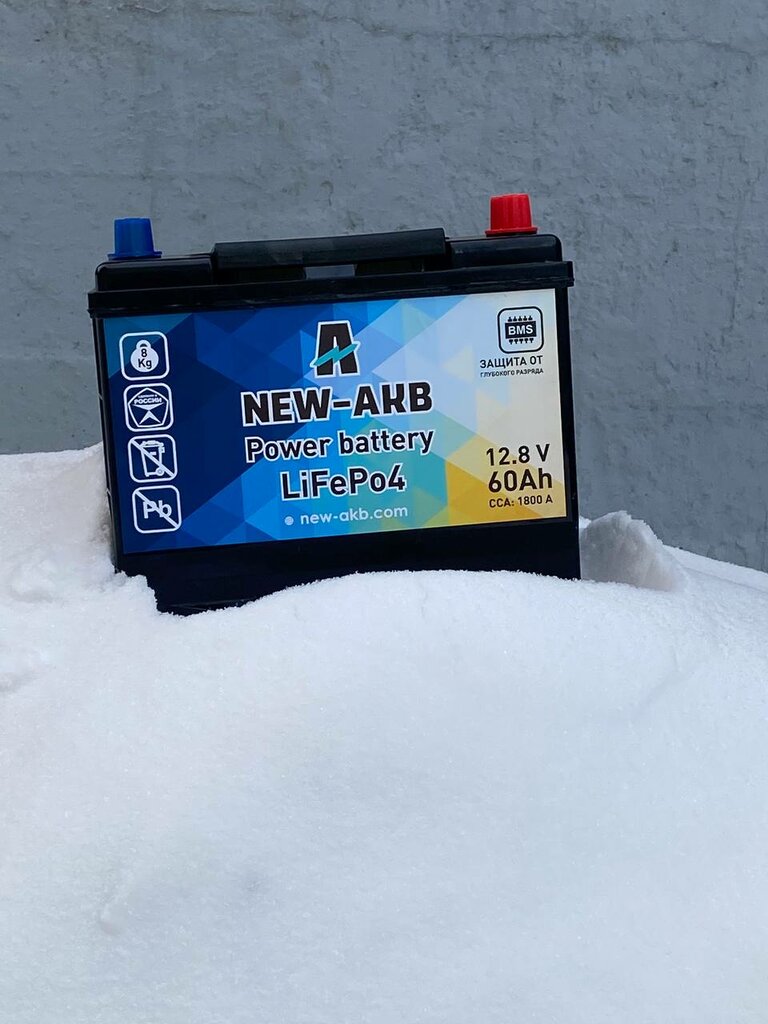 8
Kg
РОССИИ
Pb
A
NEW-AKB
Power battery
LiFePo4
new-akb.com
BMS
ЗАЩИТА ОТ
ГЛУБОКОГО РАЗРЯДА
12.8 V
60Ah
CCA: 1800 A